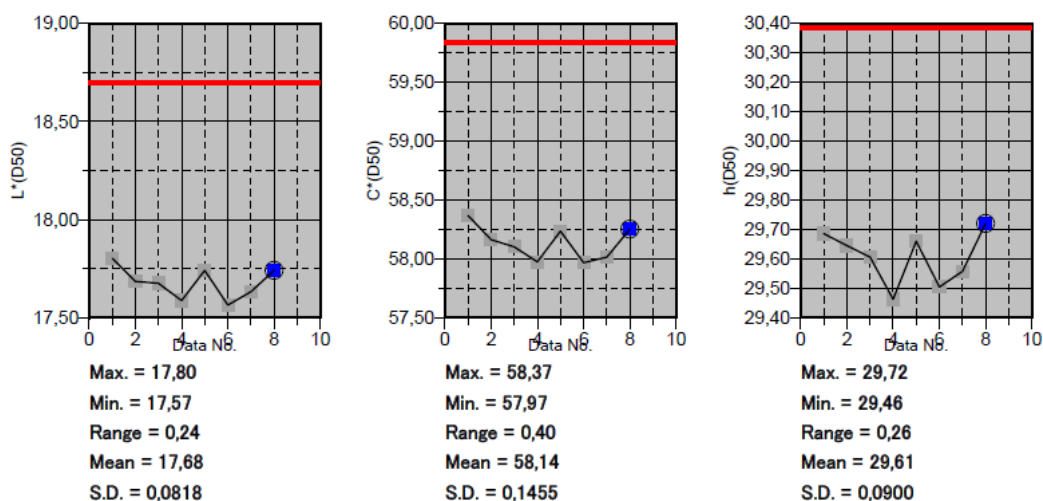 19,00
18,50
18,00
17,50
L*(D50)
0 2 4 6 8 10
Data No.
Max. = 17,80
Min. = 17,57
Range = 0,24
Mean = 17,68
S.D. = 0,0818
60,00
59,50
59,00
58,50
58,00
57,50
C*(D50)
0 2 4 6 8 10
Data No.
Max. = 58,37
Min. = 57,97
Range = 0,40
Mean = 58,14
S.D. = 0,1455
30,40
30,30
30,20
30,10
30,00
29,90
29,80
29,70
29,60
29,50
29,40
h(D50)
0 2 4 6 8 10
Data No.
Max. = 29,72
Min. = 29,46
Range = 0,26
Mean = 29,61
S.D. = 0,0900